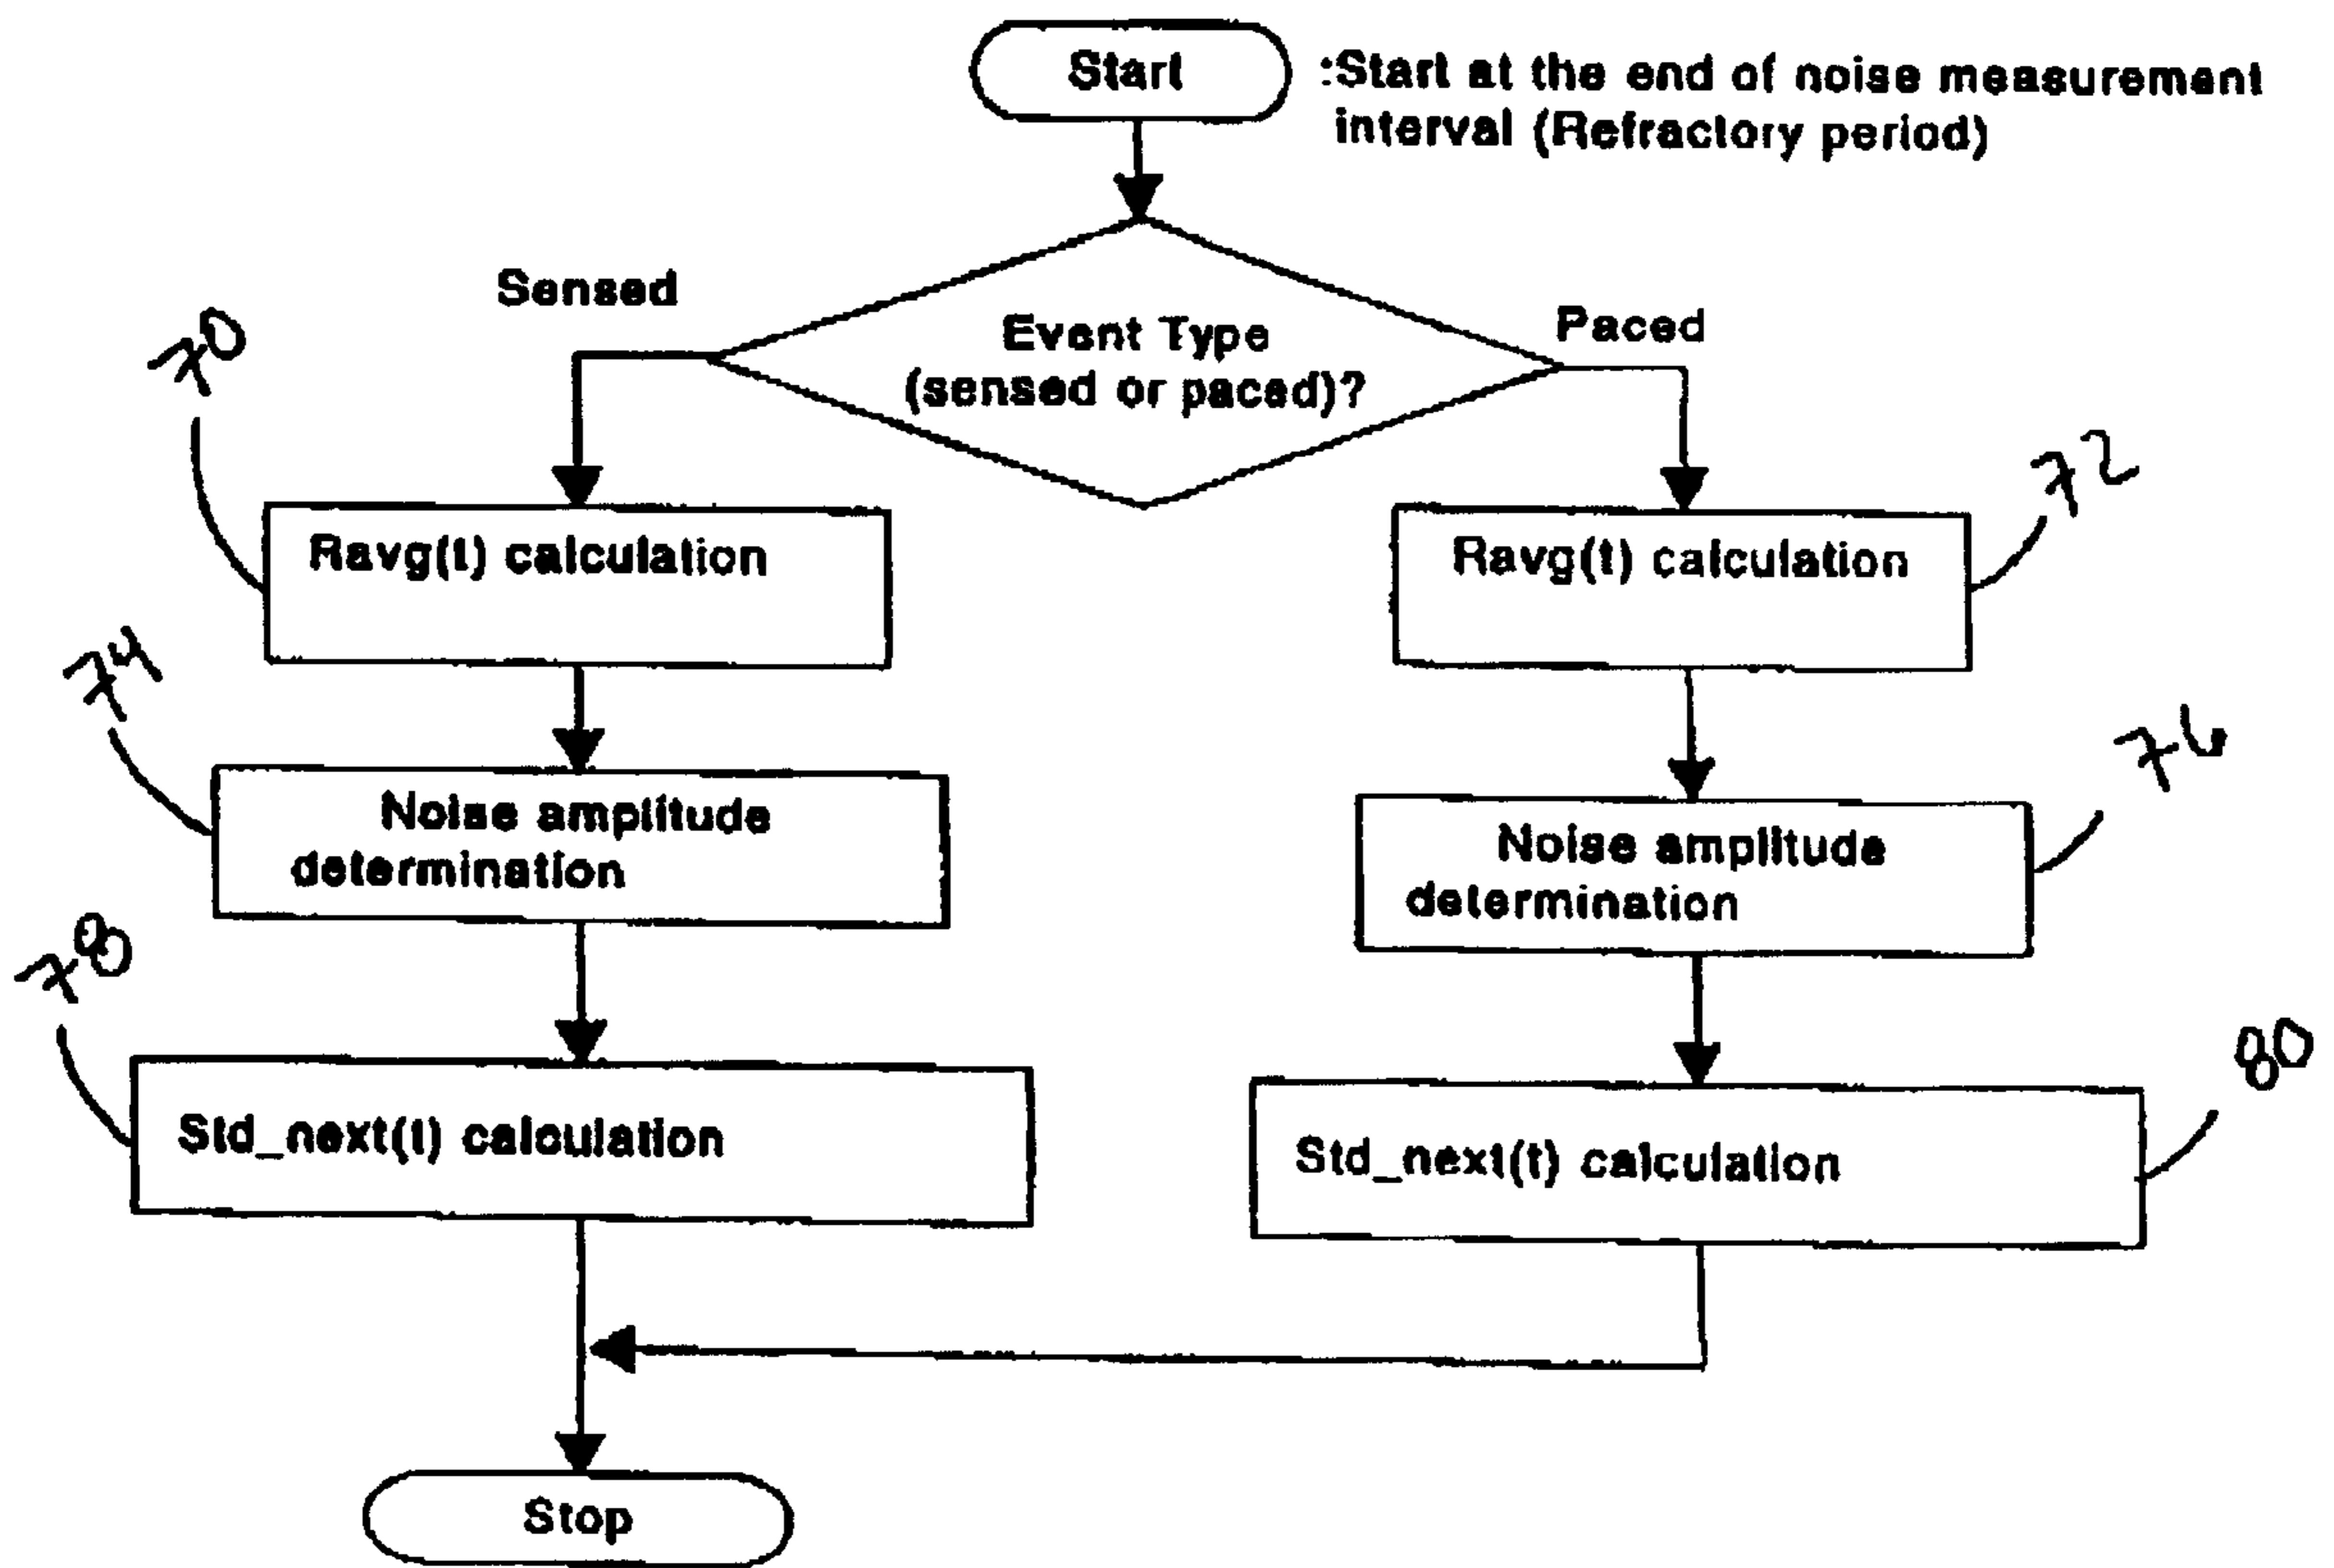 Start
:Start at the end of noise measurement
interval (Refractory period)
Sensed
Event Type
(sensed or paced)?
Paced
70
72
Ravg(t) calculation
Ravg(t) calculation
74
76
Noise amplitude
determination
Noise amplitude
determination
78
80
Std_next(t) calculation
Std_next(t) calculation
Stop